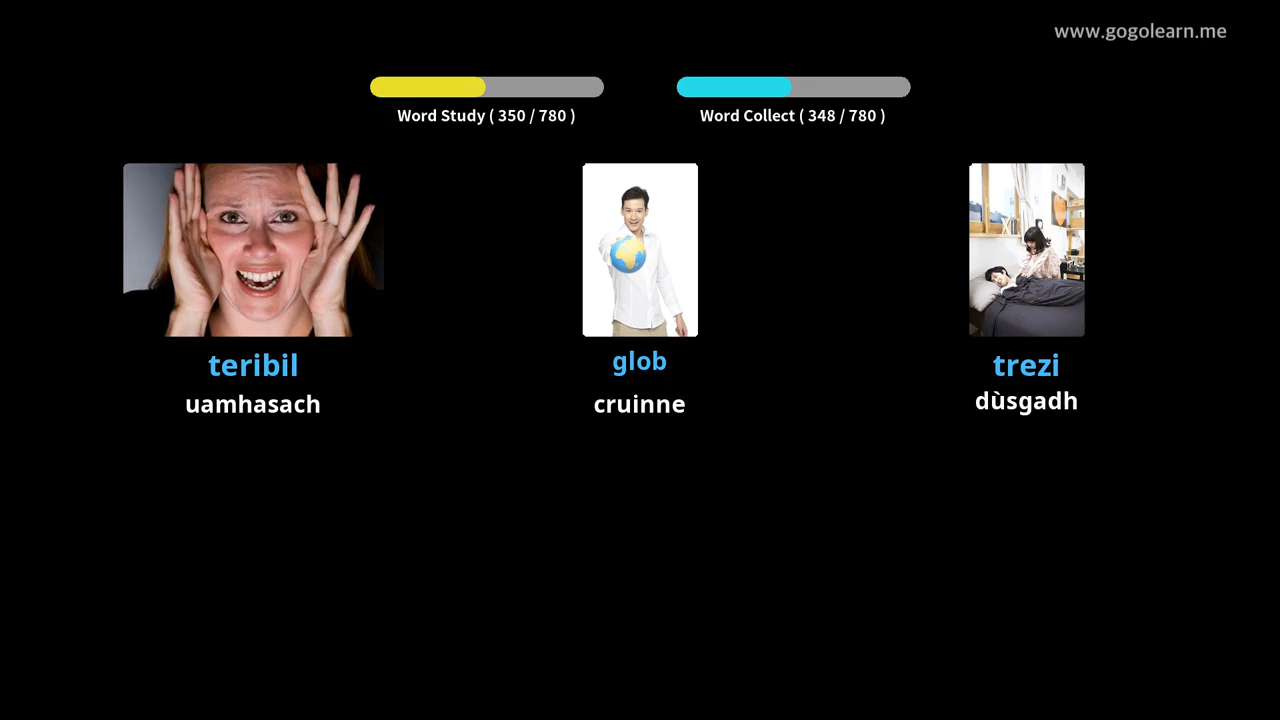 www.gogolearn.me
Word Study ( 350 / 780 )
Word Collect ( 348 / 780 )
teribil
uamhasach
glob
cruinne
trezi
dùsgadh